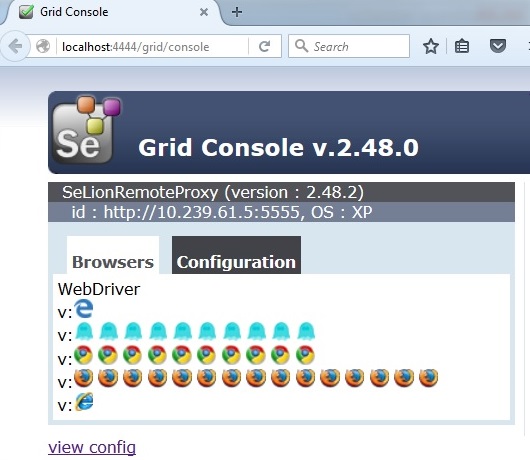 Grid Console
localhost:4444/grid/console
Search
Se
Grid Console v.2.48.0
SeLionRemoteProxy (version : 2.48.2)
id : http://10.239.61.5:5555, OS : XP
Browsers
Configuration
WebDriver
v:
v:
v:
v:
v:
view config